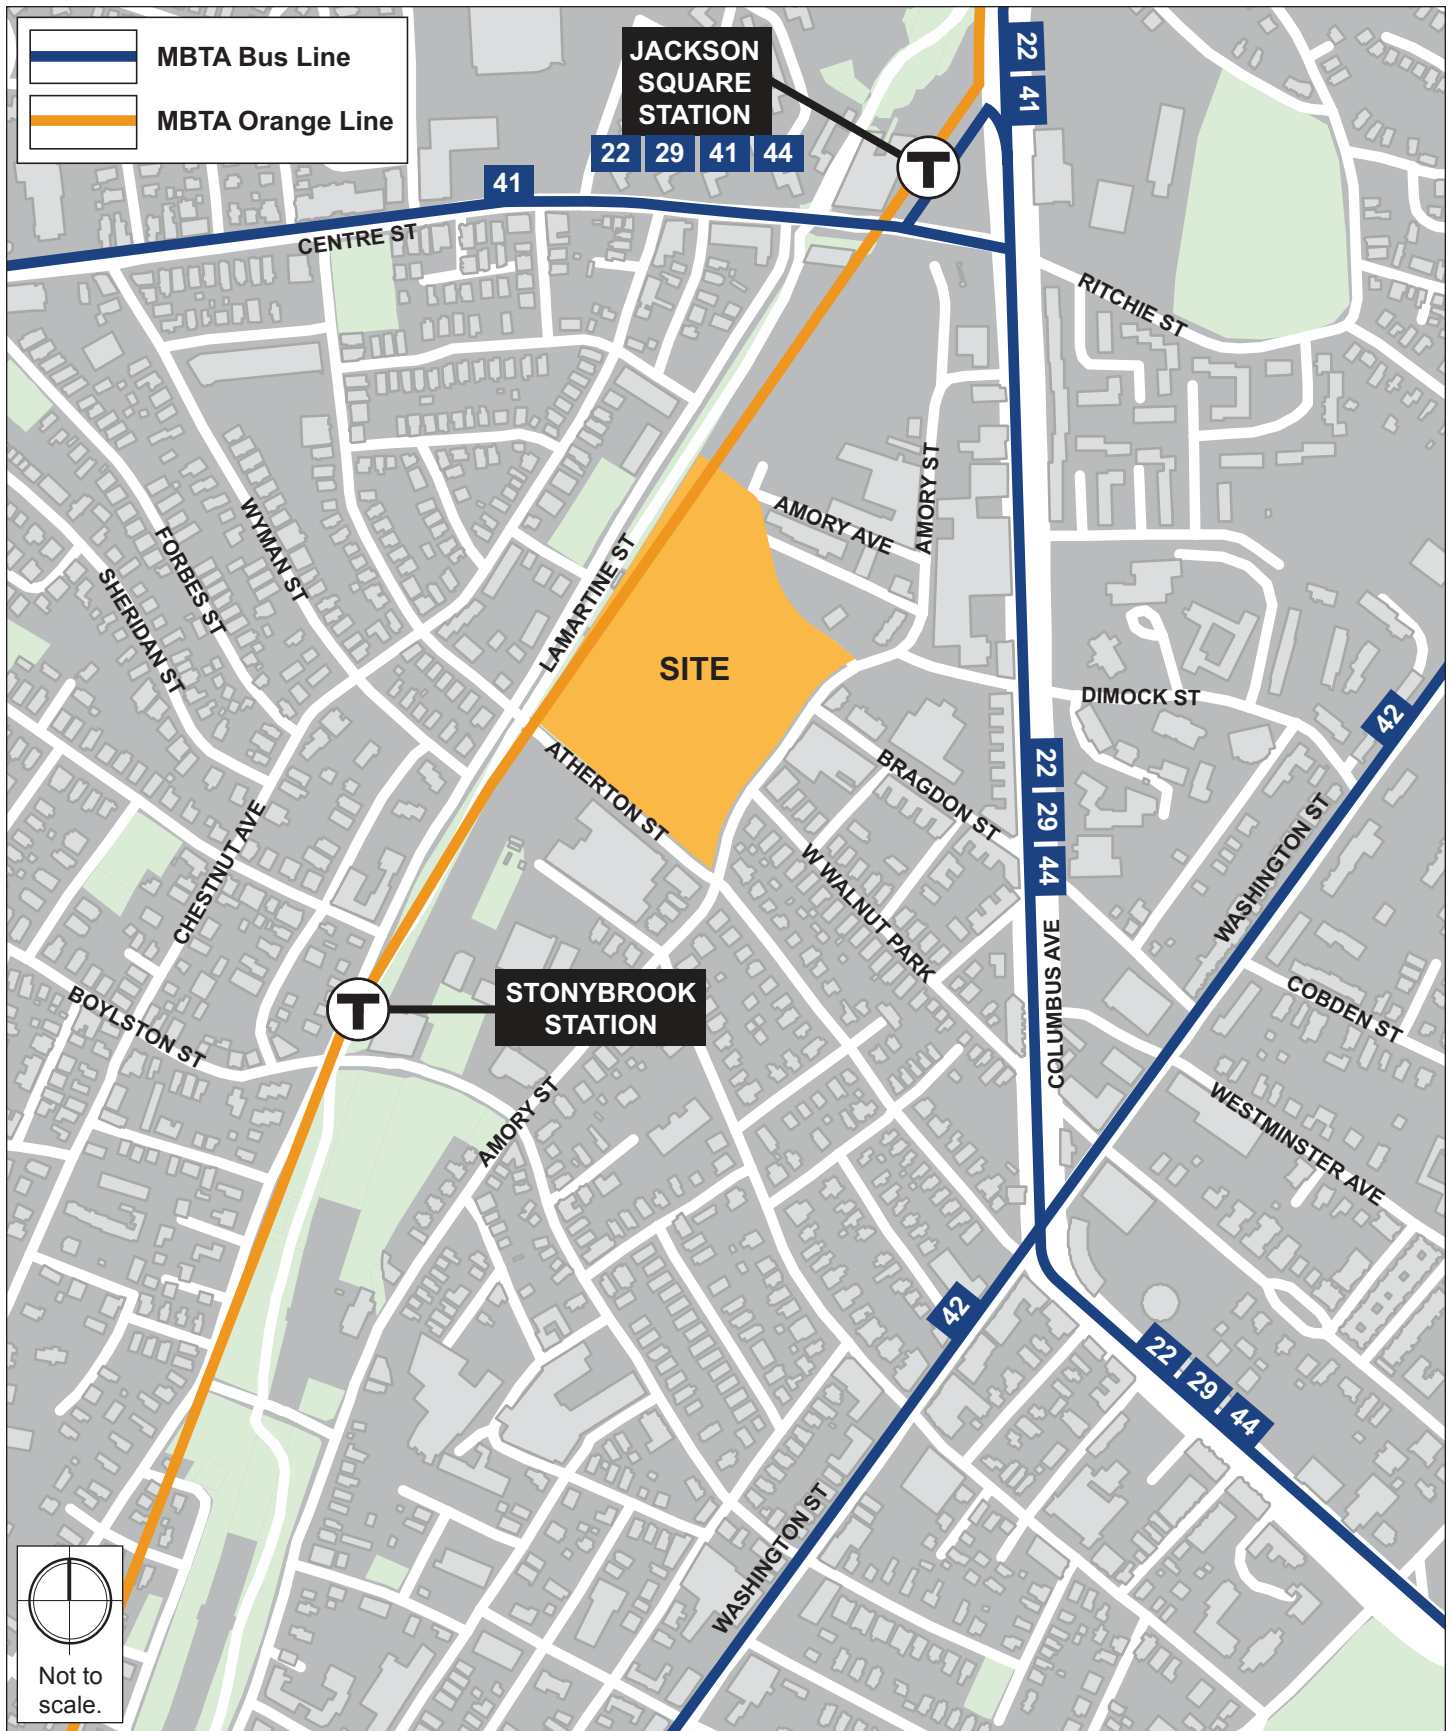 MBTA Bus Line
MBTA Orange Line
JACKSON
SQUARE
STATION
22 29 41 44
T
22 | 41
41
CENTRE ST
RITCHIE ST
AMORY ST
AMORY AVE
WYMAN ST
FORBES ST
SHERIDAN ST
LAMARTINE ST
SITE
DIMOCK ST
42
ATHERTON ST
BRAGDON ST
22 | 29 | 44
W WALNUT PARK
WASHINGTON ST
CHESTNUT AVE
COLUMBUS AVE
COBDEN ST
BOYLSTON ST
T
STONYBROOK
STATION
AMORY ST
WESTMINSTER AVE
42
22 | 29 | 44
WASHINGTON ST
Not to
scale.